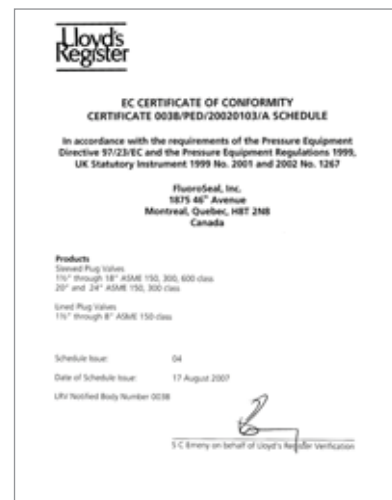 Lloyd's
Register
EC CERTIFICATE OF CONFORMITY
CERTIFICATE 0038/PED/20020103/A SCHEDULE
In accordance with the requirements of the Pressure Equipment
Directive 97/23/EC and the Pressure Equipment Regulations 1999,
UK Statutory Instrument 1999 No. 2001 and 2002 No. 1267
FluoroSeal, Inc.
1875 46th Avenue
Montreal, Quebec, H8T 2N8
Canada
Products
Sleeved Plug Valves
1½" through 18" ASME 150, 300, 600 class
20" and 24" ASME 150, 300 class
Lined Plug Valves
1½" through 8" ASME 150 class
Schedule Issue: 04
Date of Schedule Issue: 17 August 2007
LRV Notified Body Number 0038
S C Emeny on behalf of Lloyd's Register Verification